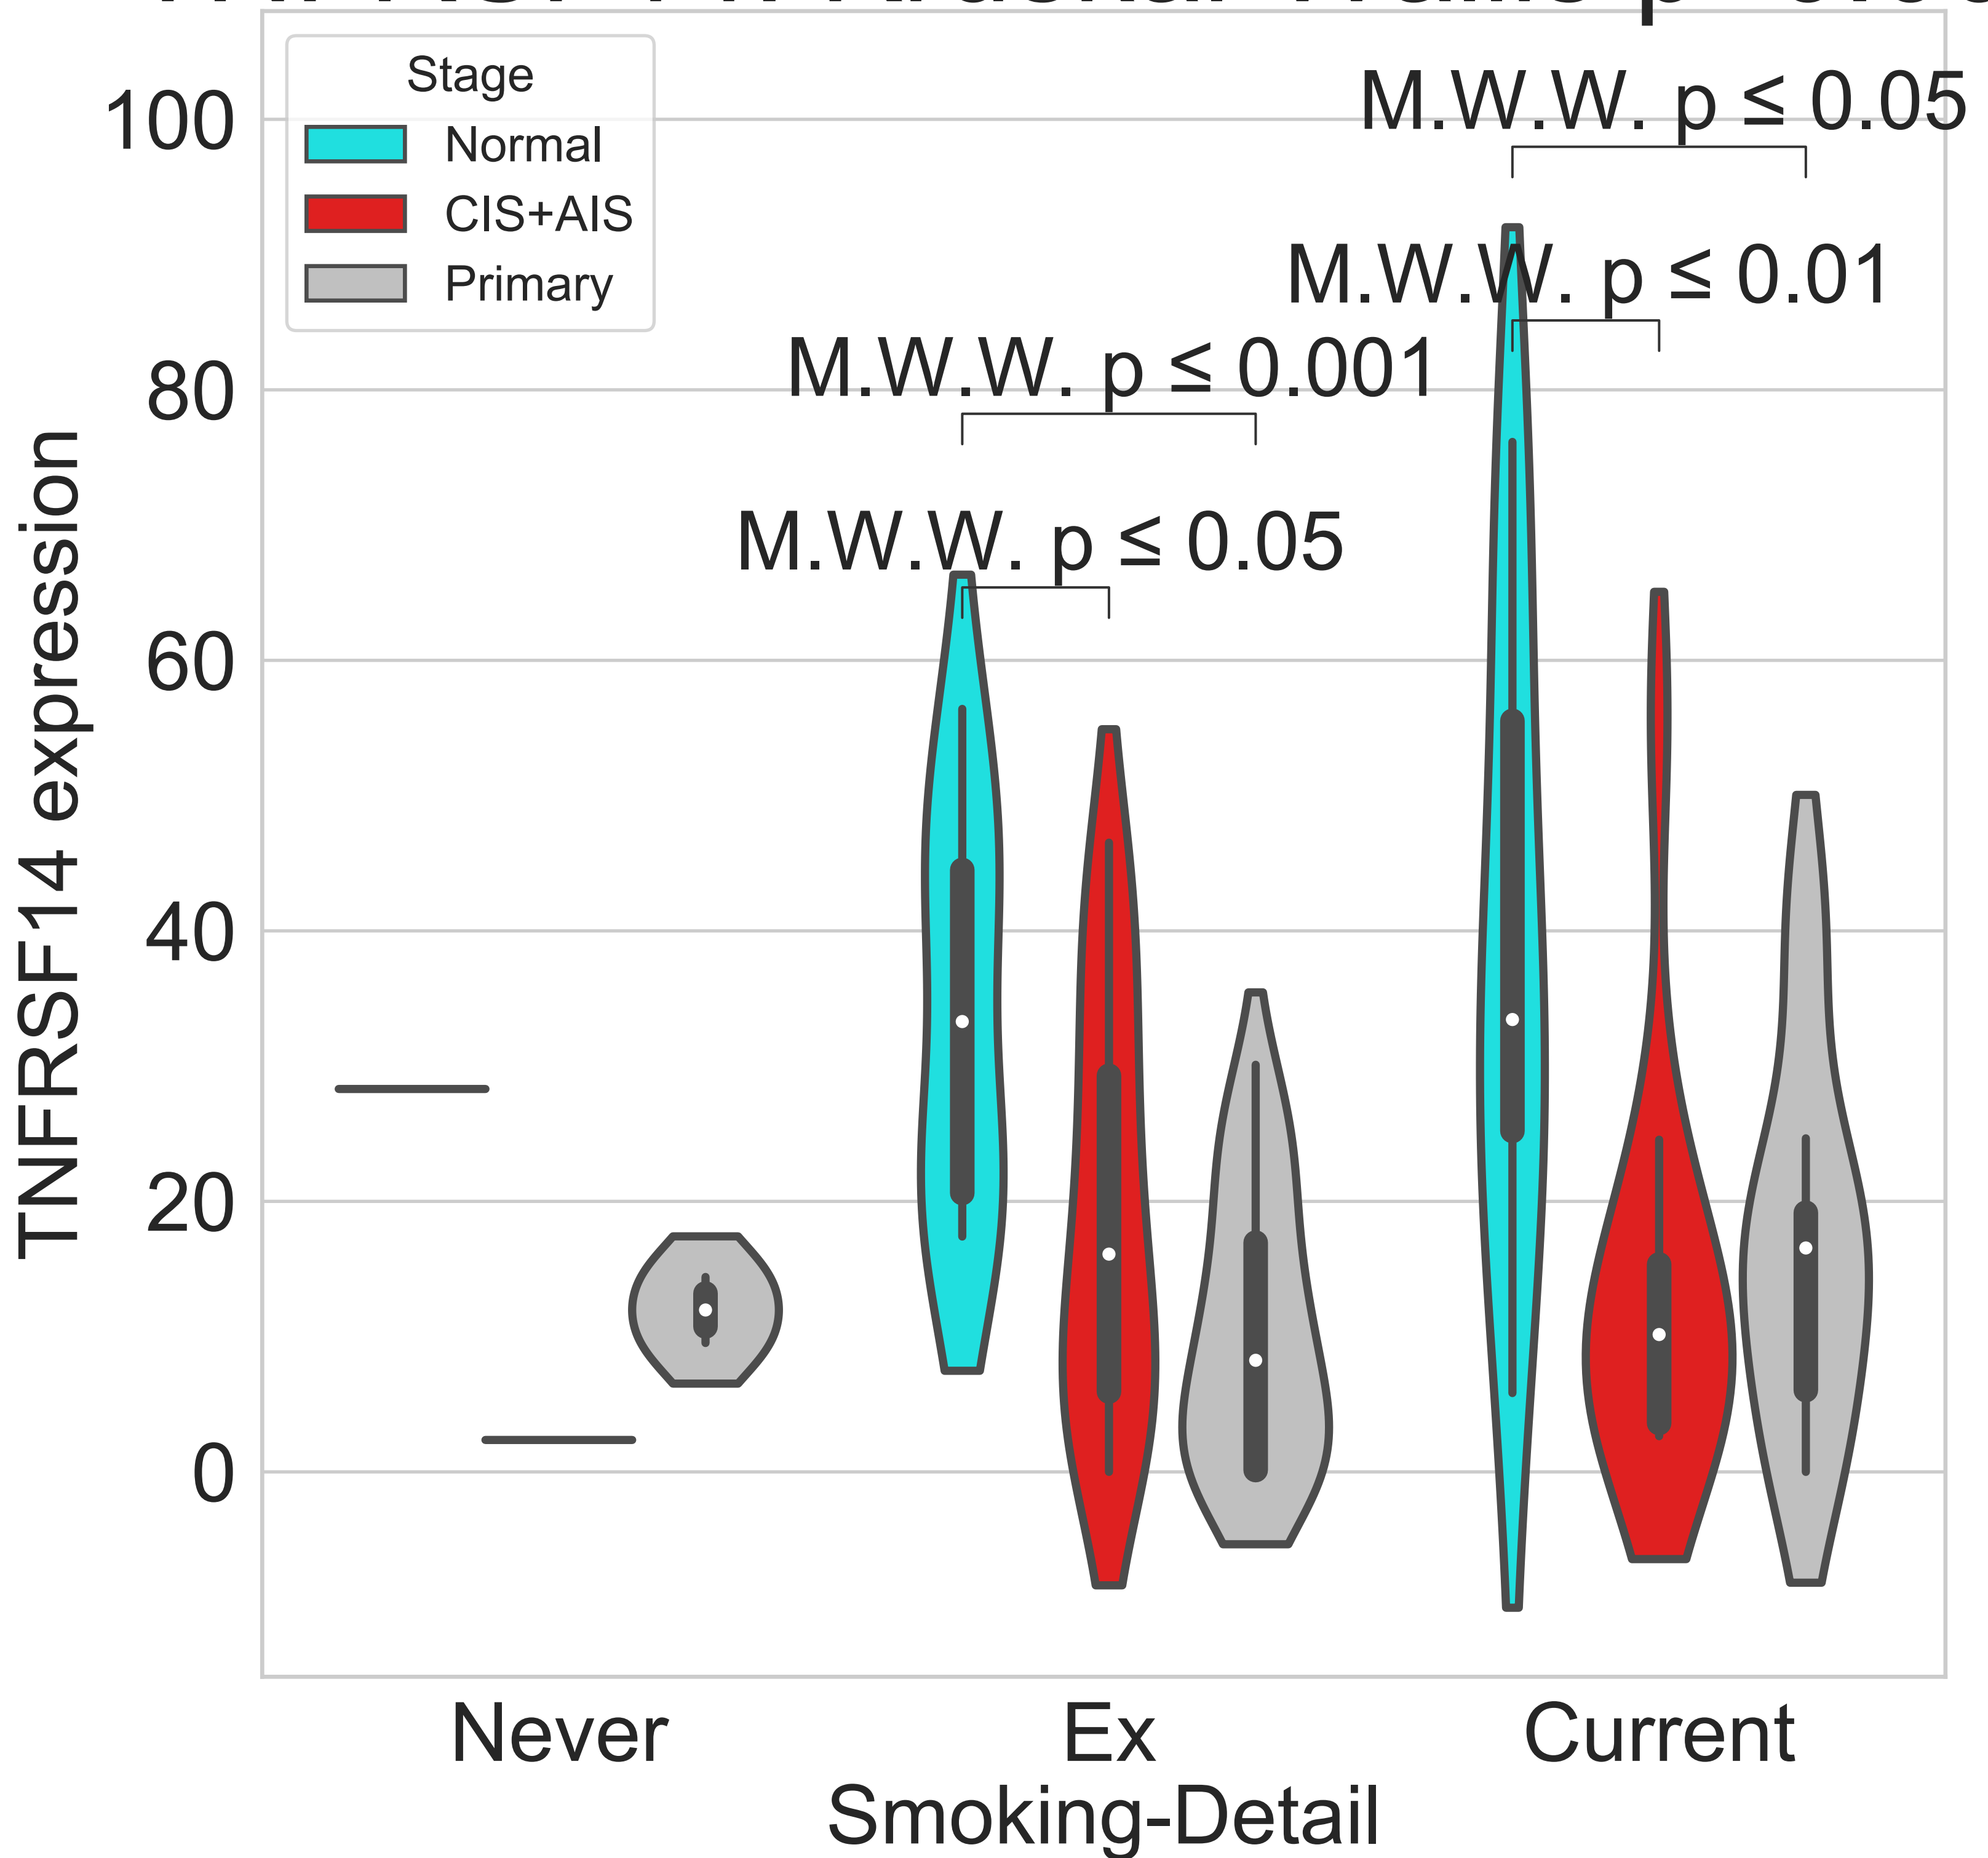 Stage
Normal
CIS+AIS
Primary
M.W.W. p ≤ 0.05
M.W.W. p ≤ 0.01
M.W.W. p ≤ 0.001
M.W.W. p ≤ 0.05
100
80
60
40
20
0
TNFRSF14 expression
Never
Ex
Current
Smoking-Detail